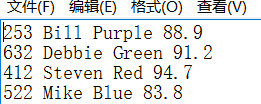 文件(F) 编辑(E) 格式(O) 查看(V)
253 Bill Purple 88.9
632 Debbie Green 91.2
412 Steven Red 94.7
522 Mike Blue 83.8